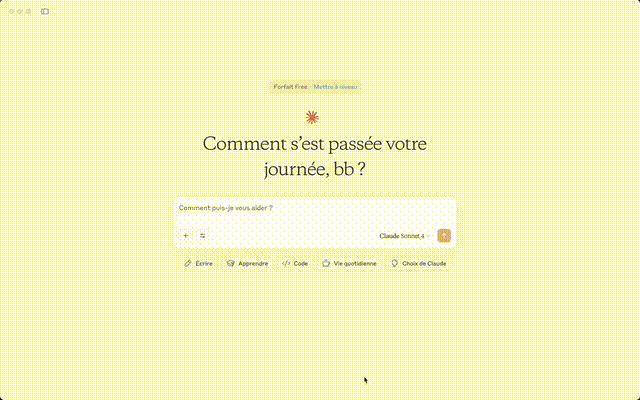 Forfait Free · Mettre à niveau
Comment s’est passée votre
journée, bb ?
Comment puis-je vous aider ?
Claude Sonnet 4
Écrire
Apprendre
Code
Vie quotidienne
Choix de Claude